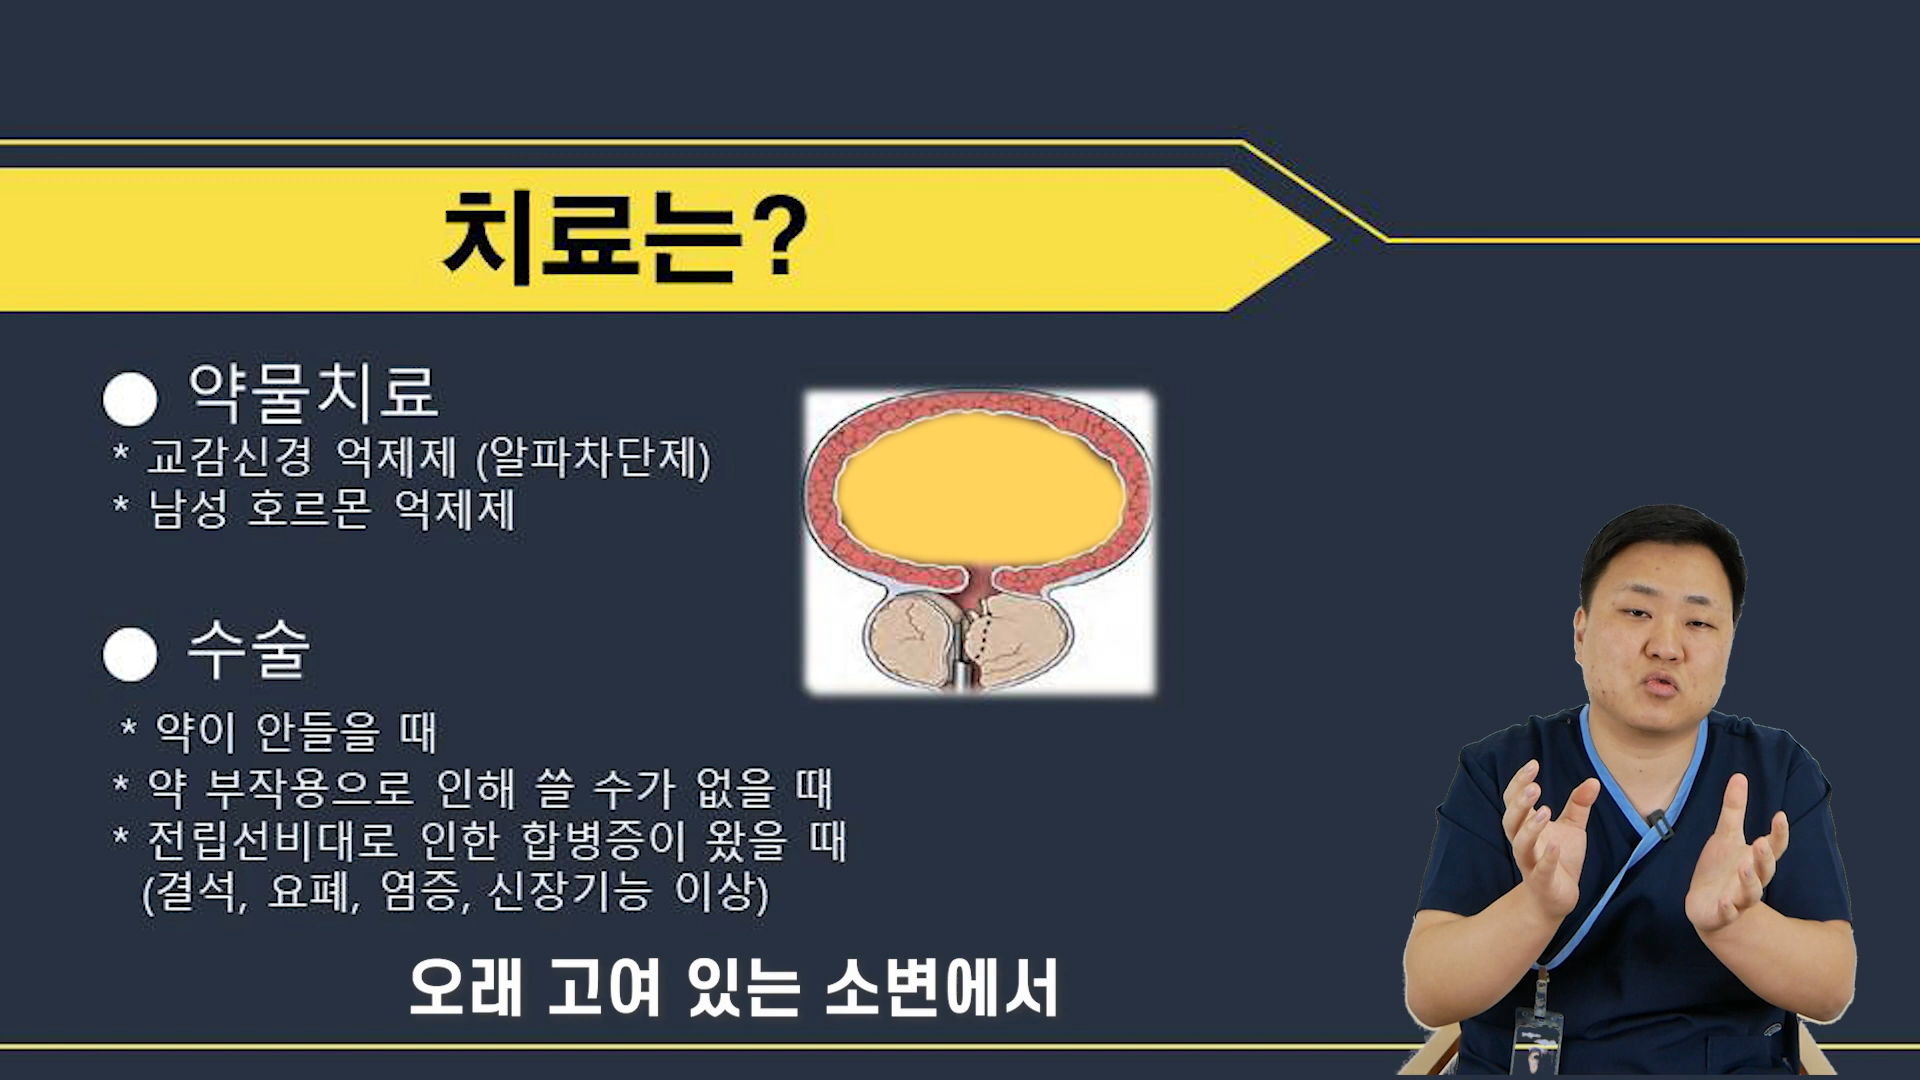 치료는?
● 약물치료
* 교감신경 억제제 (알파차단제)
* 남성 호르몬 억제제
● 수술
* 약이 안들을 때
* 약 부작용으로 인해 쓸 수가 없을 때
* 전립선비대로 인한 합병증이 왔을 때
(결석, 요폐, 염증, 신장기능 이상)
오래 고여 있는 소변에서